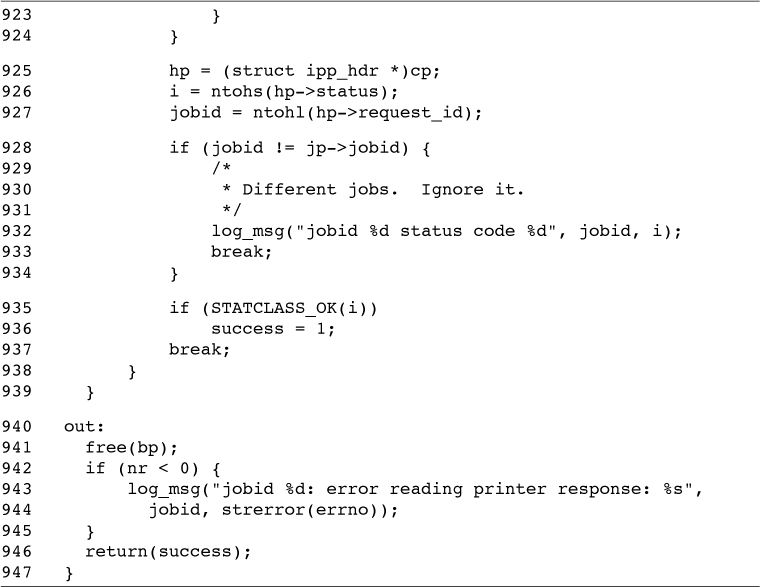 923                 }
924             }
925             hp = (struct ipp_hdr *)cp;
926             i = ntohs(hp->status);
927             jobid = ntohl(hp->request_id);
928             if (jobid != jp->jobid) {
929                 /*
930                  * Different jobs.  Ignore it.
931                  */
932                 log_msg("jobid %d status code %d", jobid, i);
933                 break;
934             }
935             if (STATCLASS_OK(i))
936                 success = 1;
937             break;
938         }
939     }
940   out:
941     free(bp);
942     if (nr < 0) {
943         log_msg("jobid %d: error reading printer response: %s",
944           jobid, strerror(errno));
945     }
946     return(success);
947   }